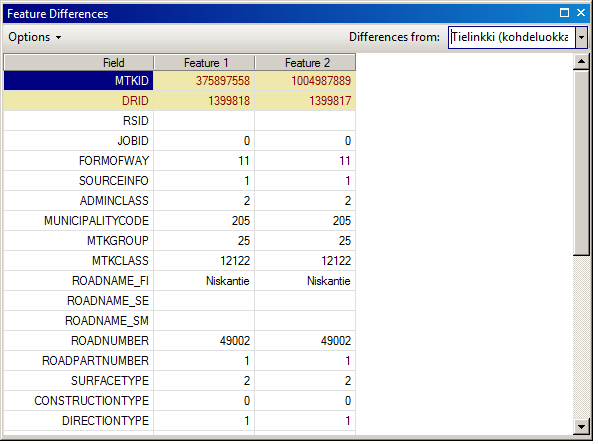 Feature Differences
Options Differences from: Tielinkki (kohdeluokka
Field Feature 1 Feature 2
MTKID 375897558 1004987889
DRID 1399818 1399817
RSID
JOBID 0 0
FORMOFWAY 11 11
SOURCEINFO 1 1
ADMINCLASS 2 2
MUNICIPALITYCODE 205 205
MTKGROUP 25 25
MTKCLASS 12122 12122
ROADNAME_FI Niskantie Niskantie
ROADNAME_SE
ROADNAME_SM
ROADNUMBER 49002 49002
ROADPARTNUMBER 1 1
SURFACETYPE 2 2
CONSTRUCTIONTYPE 0 0
DIRECTIONTYPE 1 1